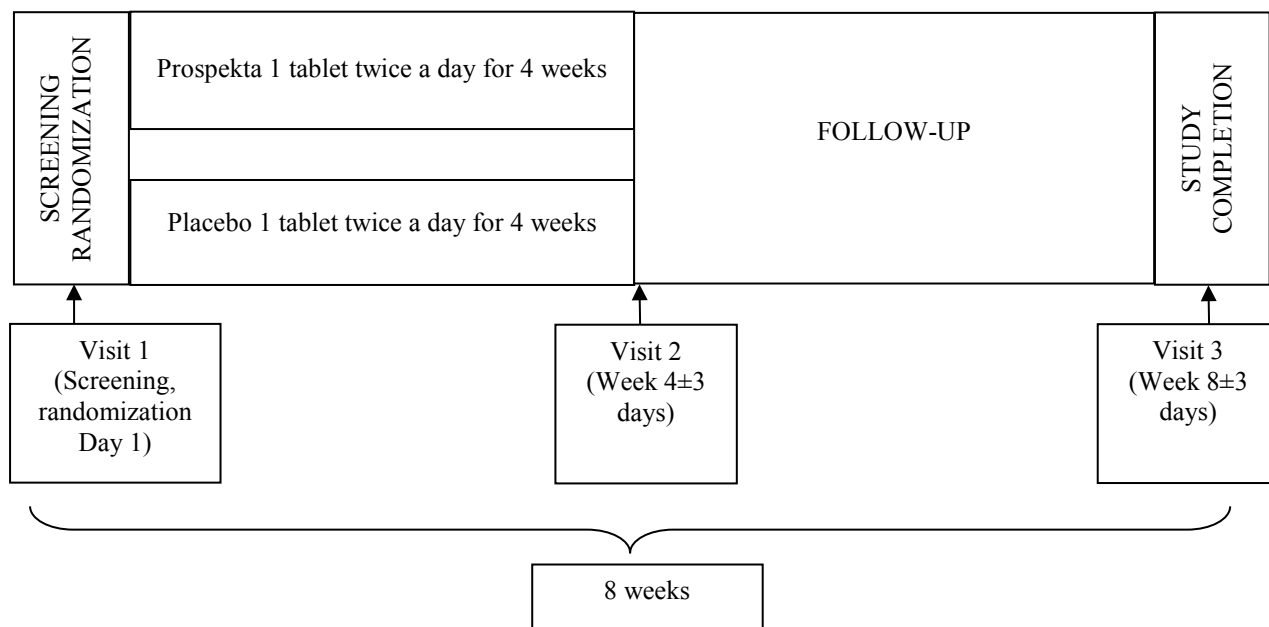 SCREENING
RANDOMIZATION
Prospekta 1 tablet twice a day for 4 weeks
Placebo 1 tablet twice a day for 4 weeks
FOLLOW-UP
STUDY
COMPLETION
Visit 1
(Screening,
randomization
Day 1)
Visit 2
(Week 4±3
days)
Visit 3
(Week 8±3
days)
8 weeks